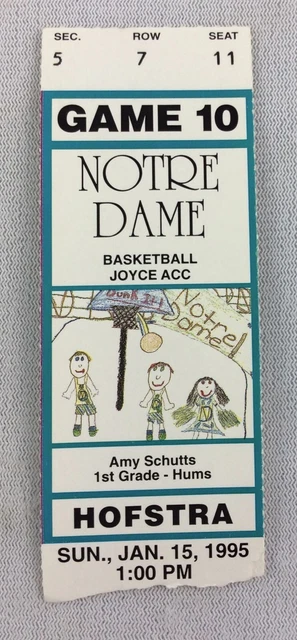 SEC. ROW SEAT
5 7 11
GAME 10
NOTRE
DAME
BASKETBALL
JOYCE ACC
Dunk It!
Notre
Dame!
Amy Schutts
1st Grade - Hums
HOFSTRA
SUN., JAN. 15, 1995
1:00 PM